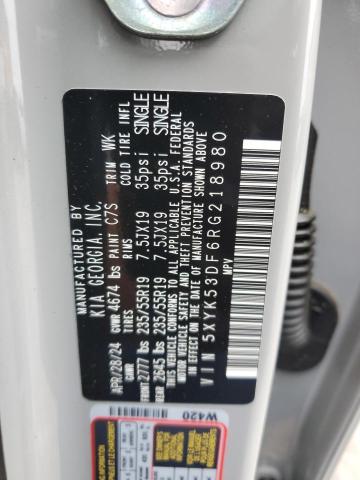 MANUFACTURED BY
KIA GEORGIA, INC.
APR/28/24 GVWR 4674 lbs PAINT C7S TRIM WK
GAWR TIRES RIMS COLD TIRE INFL
FRONT 2777 lbs 235/55R19 7.5JX19 35psi SINGLE
REAR 2645 lbs 235/55R19 7.5JX19 35psi SINGLE
THIS VEHICLE CONFORMS TO ALL APPLICABLE U.S.A. FEDERAL
MOTOR VEHICLE SAFETY, BUMPER AND THEFT PREVENTION
STANDARDS IN EFFECT ON THE DATE OF MANUFACTURE SHOWN ABOVE
VIN 5XYK53DF6RG218980
MPV
W420